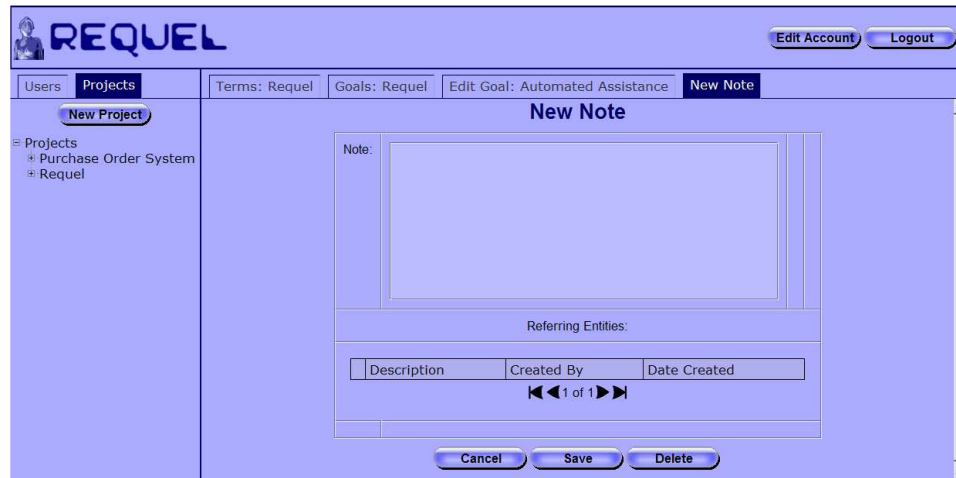 REQUEL
Edit Account Logout
Users Projects Terms: Requel Goals: Requel Edit Goal: Automated Assistance New Note
New Project
New Note
Projects
Purchase Order System
Requel
Note:
Referring Entities:
Description Created By Date Created
1 of 1
Cancel Save Delete